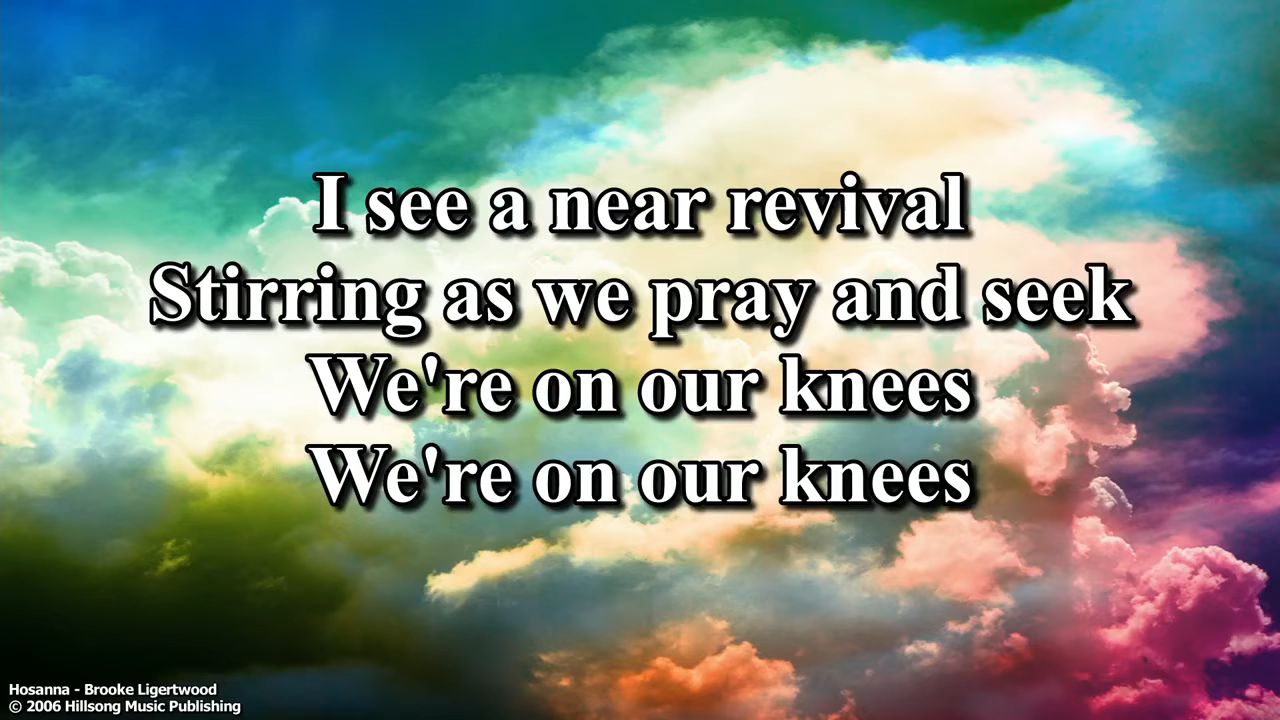 I see a near revival
Stirring as we pray and seek
We're on our knees
We're on our knees
Hosanna - Brooke Ligertwood
© 2006 Hillsong Music Publishing